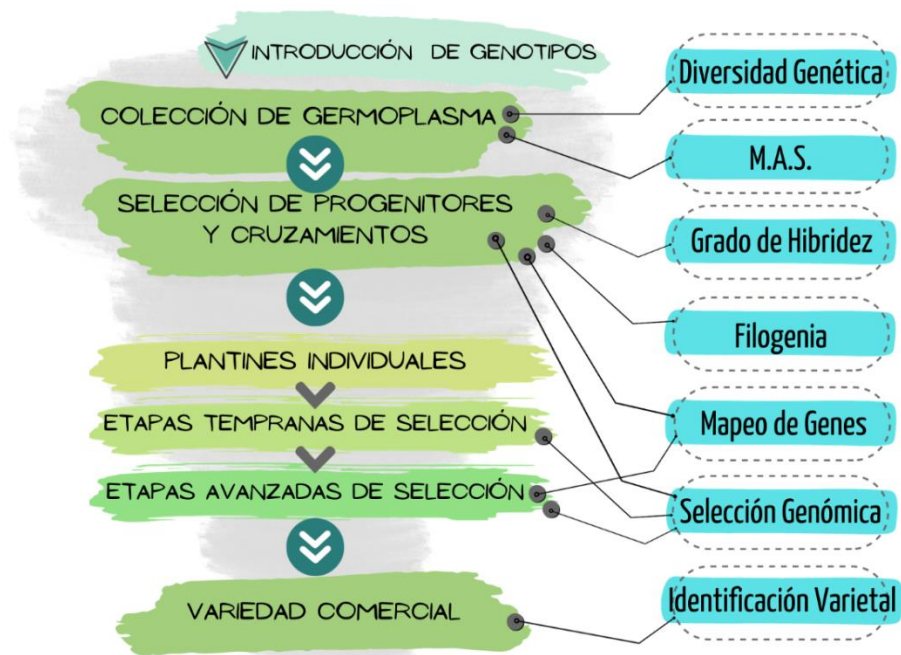 INTRODUCCIÓN DE GENOTIPOS
COLECCIÓN DE GERMOPLASMA
SELECCIÓN DE PROGENITORES
Y CRUZAMIENTOS
PLANTINES INDIVIDUALES
ETAPAS TEMPRANAS DE SELECCIÓN
ETAPAS AVANZADAS DE SELECCIÓN
VARIEDAD COMERCIAL
Diversidad Genética
M.A.S.
Grado de Hibridez
Filogenia
Mapeo de Genes
Selección Genómica
Identificación Varietal